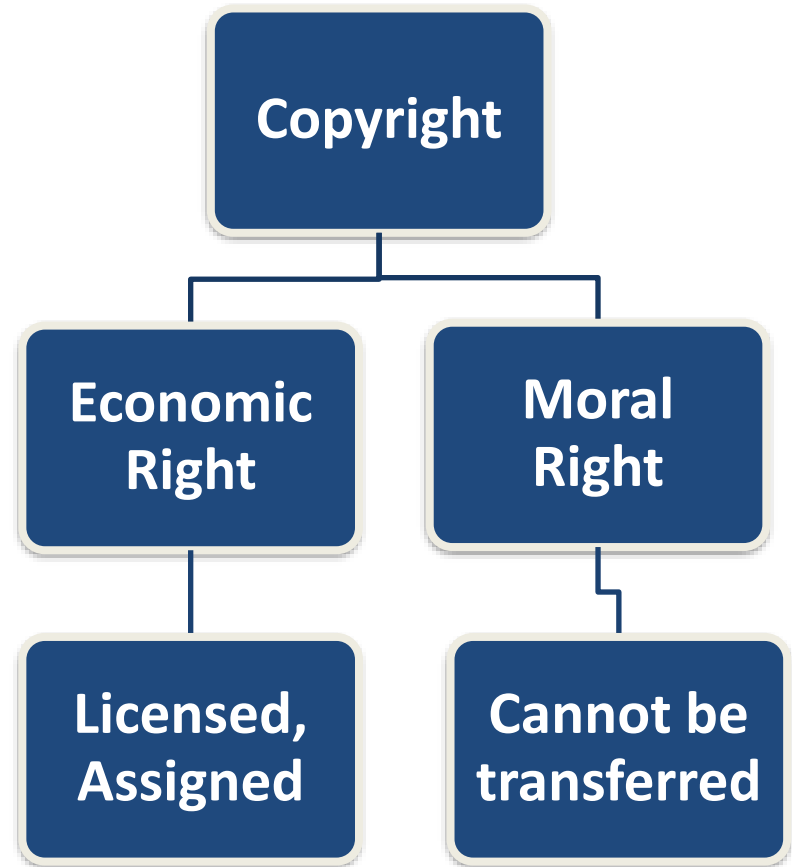 Copyright
Economic
Right
Moral
Right
Licensed,
Assigned
Cannot be
transferred